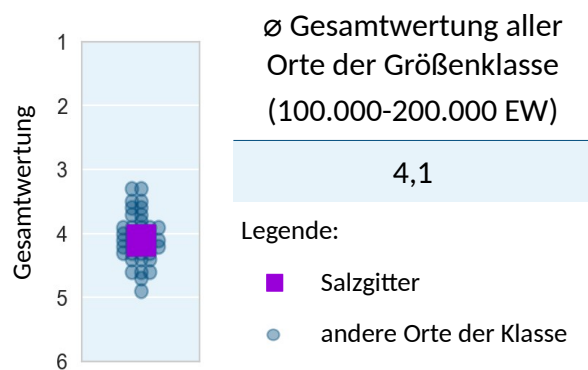 Gesamtwertung
1
2
3
4
5
6
⌀ Gesamtwertung aller
Orte der Größenklasse
(100.000-200.000 EW)
4,1
Legende:
Salzgitter
andere Orte der Klasse